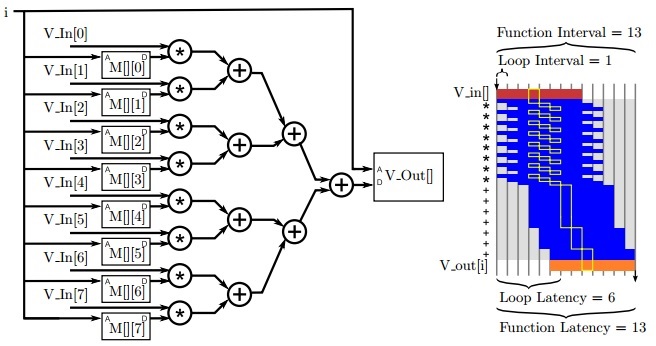 i
V_In[0]
V_In[1]
V_In[2]
V_In[3]
V_In[4]
V_In[5]
V_In[6]
V_In[7]
A D
M[][0]
A D
M[][1]
A D
M[][2]
A D
M[][3]
A D
M[][4]
A D
M[][5]
A D
M[][6]
A D
M[][7]
*
*
*
*
*
*
*
*
+
+
+
+
+
+
+
A
D
V_Out[]
Function Interval = 13
Loop Interval = 1
V_in[]
*
*
*
*
*
*
*
*
+
+
+
+
+
+
+
V_out[i]
Loop Latency = 6
Function Latency = 13